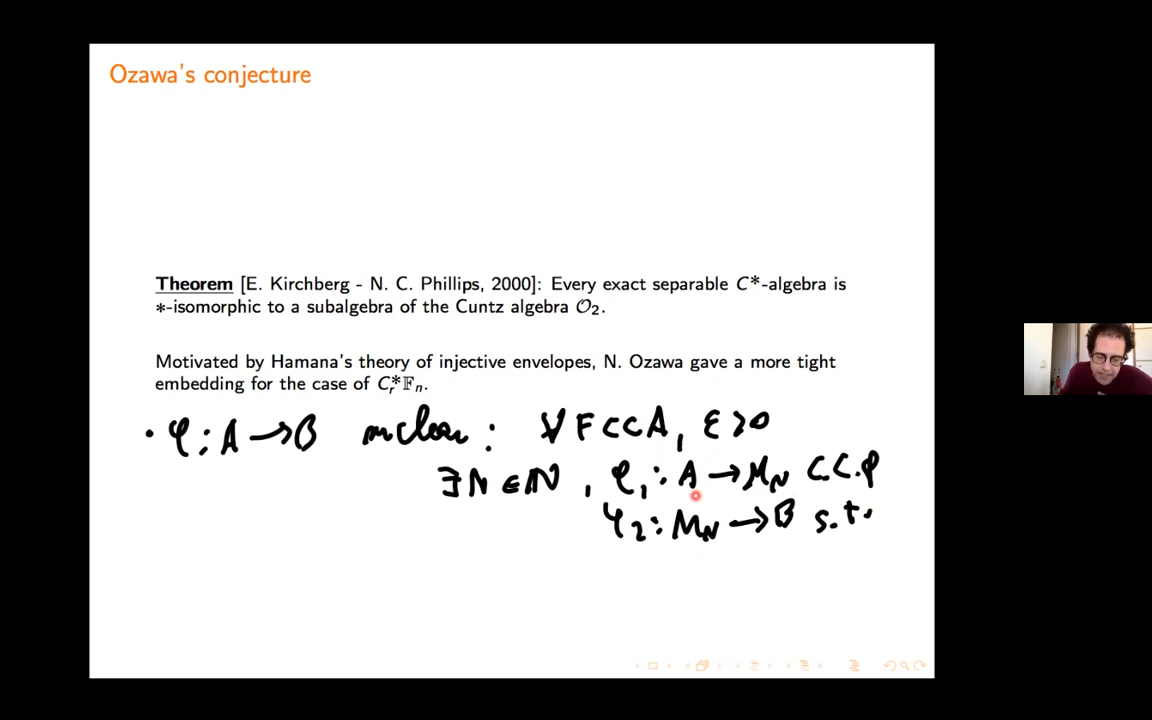 Ozawa's conjecture
Theorem [E. Kirchberg - N. C. Phillips, 2000]: Every exact separable C*-algebra is
*-isomorphic to a subalgebra of the Cuntz algebra 𝒪₂.
Motivated by Hamana's theory of injective envelopes, N. Ozawa gave a more tight
embedding for the case of C*ᵣ𝔽ₙ.
• φ : A → B nuclear : ∀ F ⊂⊂ A, ε > 0
∃ N ∈ ℕ, φ₁ : A → M_N c.c.p
φ₂ : M_N → B s.t.